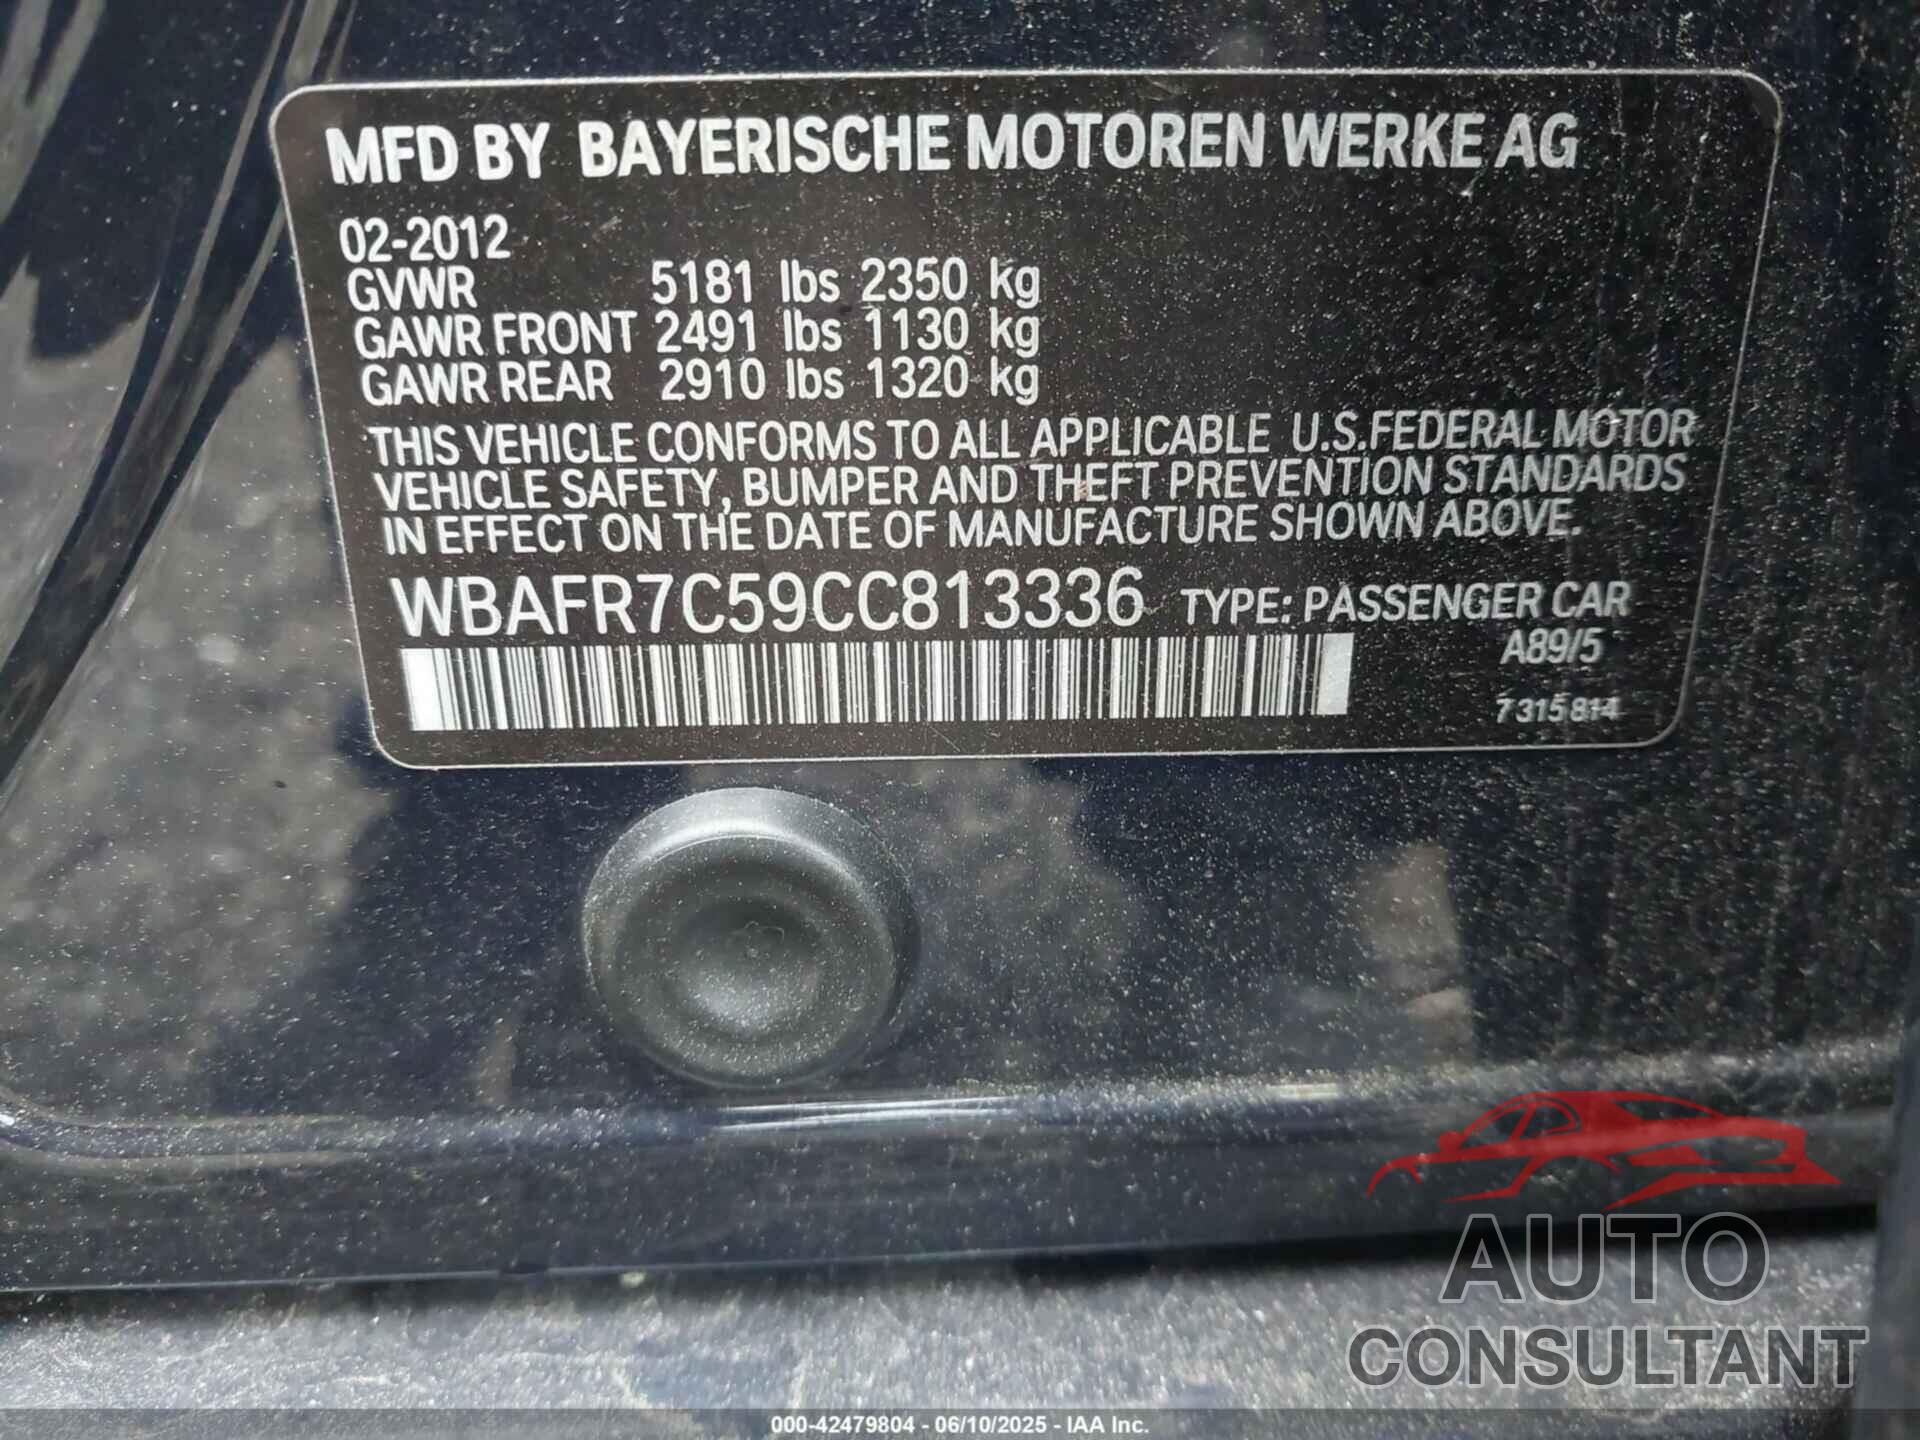 MFD BY BAYERISCHE MOTOREN WERKE AG
02-2012
GVWR 5181 lbs 2350 kg
GAWR FRONT 2491 lbs 1130 kg
GAWR REAR 2910 lbs 1320 kg
THIS VEHICLE CONFORMS TO ALL APPLICABLE U.S.FEDERAL MOTOR
VEHICLE SAFETY, BUMPER AND THEFT PREVENTION STANDARDS
IN EFFECT ON THE DATE OF MANUFACTURE SHOWN ABOVE.
WBAFR7C59CC813336 TYPE: PASSENGER CAR
A89/5
7 315 814
AUTO
CONSULTANT
000-42479804 - 06/10/2025 - IAA Inc.